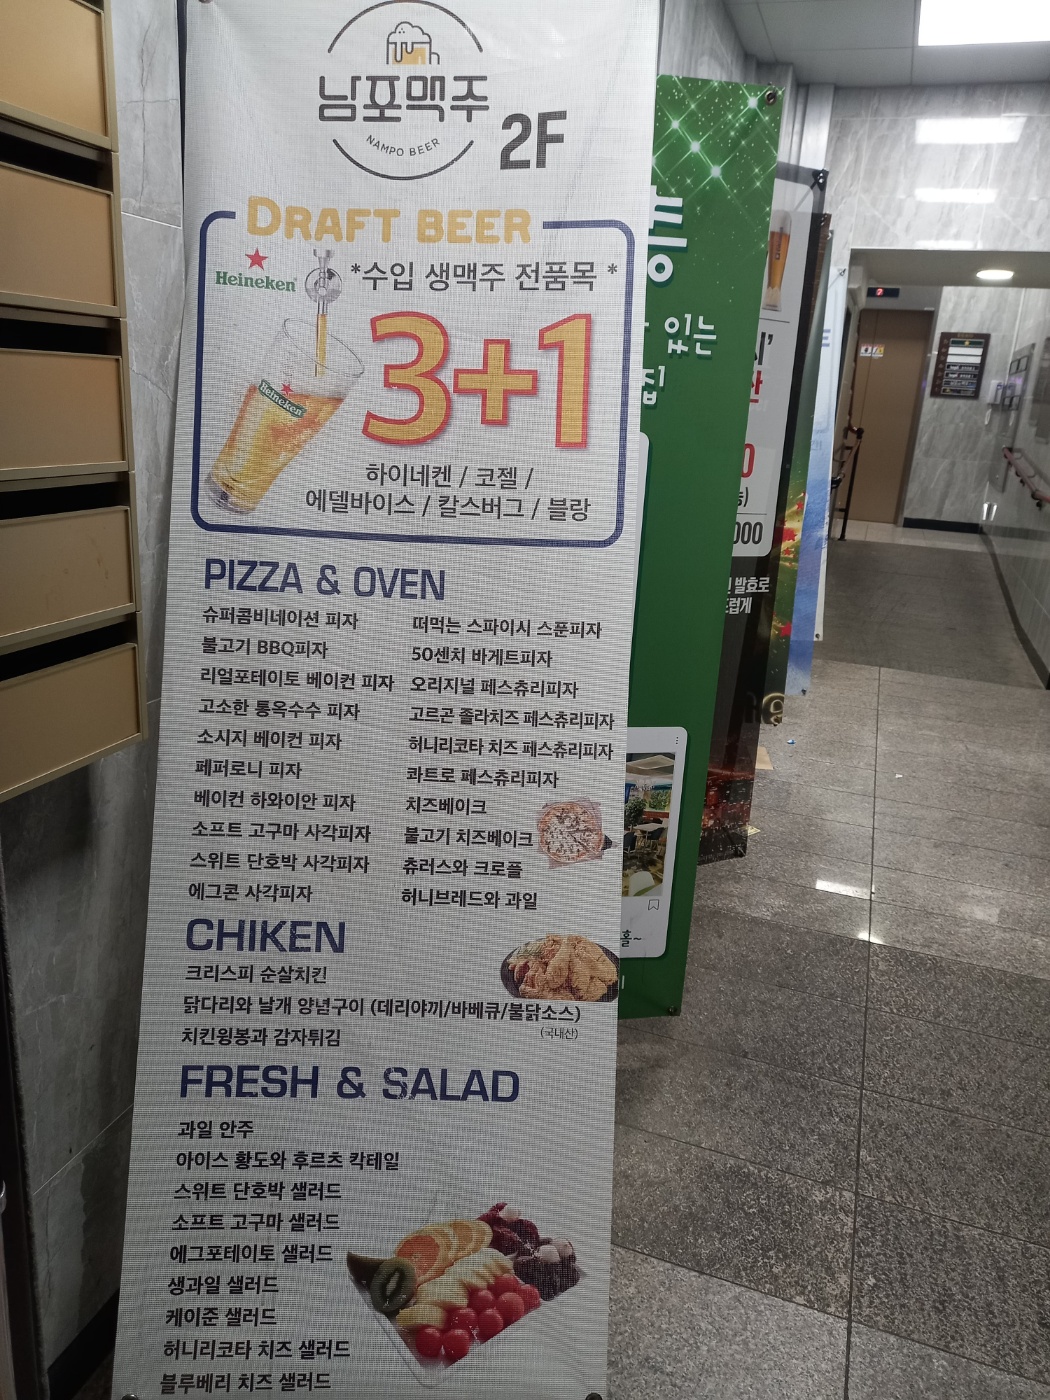 남포맥주
NAMPO BEER
2F
DRAFT BEER
Heineken
*수입 생맥주 전품목*
3+1
Heineken
하이네켄 / 코젤 /
에델바이스 / 칼스버그 / 블랑
PIZZA & OVEN
슈퍼콤비네이션 피자
불고기 BBQ피자
리얼포테이토 베이컨 피자
고소한 통옥수수 피자
소시지 베이컨 피자
페퍼로니 피자
베이컨 하와이안 피자
소프트 고구마 사각피자
스위트 단호박 사각피자
에그콘 사각피자
떠먹는 스파이시 스푼피자
50센치 바게트피자
오리지널 페스츄리피자
고르곤 졸라치즈 페스츄리피자
허니리코타 치즈 페스츄리피자
콰트로 페스츄리피자
치즈베이크
불고기 치즈베이크
츄러스와 크로플
허니브레드와 과일
CHIKEN
크리스피 순살치킨
닭다리와 날개 양념구이 (데리야끼/바베큐/불닭소스)
(국내산)
치킨윙봉과 감자튀김
FRESH & SALAD
과일 안주
아이스 황도와 후르츠 칵테일
스위트 단호박 샐러드
소프트 고구마 샐러드
에그포테이토 샐러드
생과일 샐러드
케이준 샐러드
허니리코타 치즈 샐러드
블루베리 치즈 샐러드
있는
집
홀~
000
발효로
럽게